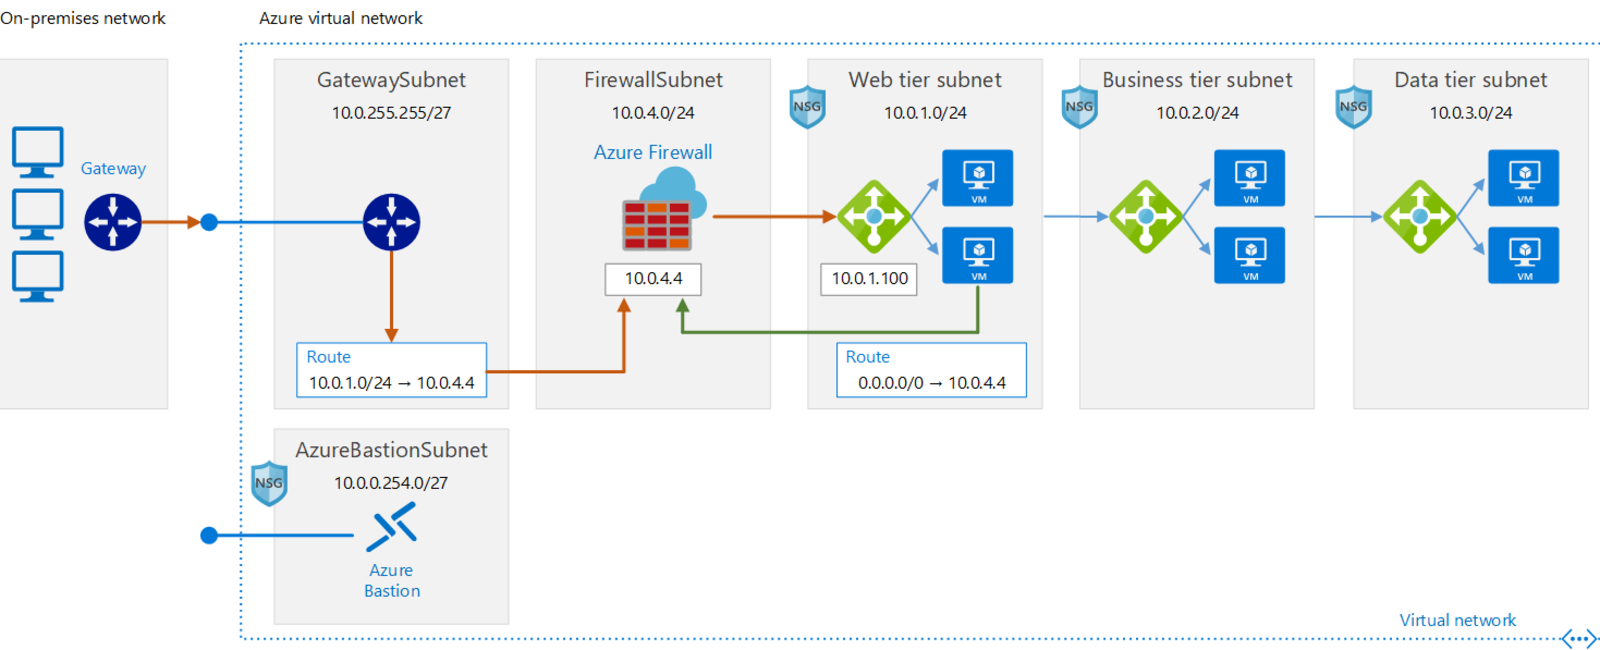 On-premises network
Azure virtual network
Gateway
GatewaySubnet
10.0.255.255/27
Route
10.0.1.0/24 → 10.0.4.4
FirewallSubnet
10.0.4.0/24
Azure Firewall
10.0.4.4
NSG
Web tier subnet
10.0.1.0/24
VM
VM
10.0.1.100
Route
0.0.0.0/0 → 10.0.4.4
NSG
Business tier subnet
10.0.2.0/24
VM
VM
NSG
Data tier subnet
10.0.3.0/24
VM
VM
AzureBastionSubnet
NSG
10.0.0.254.0/27
Azure
Bastion
Virtual network